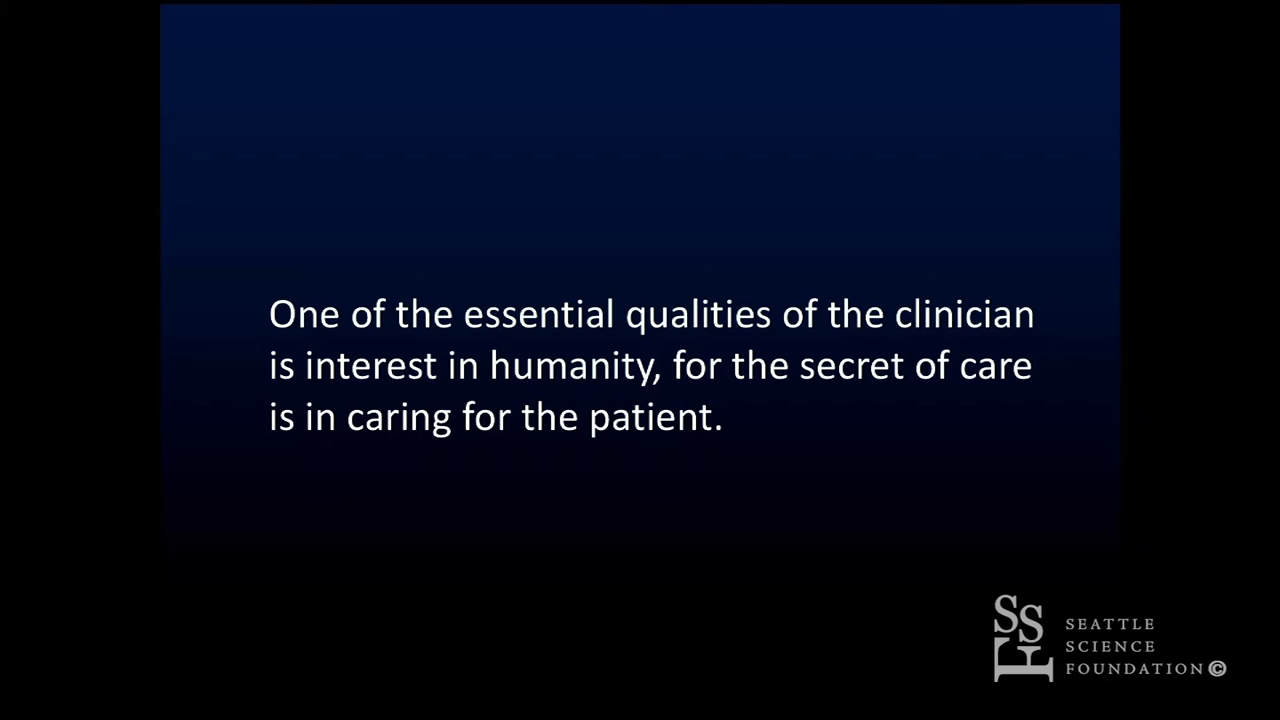 One of the essential qualities of the clinician
is interest in humanity, for the secret of care
is in caring for the patient.
SSF
SEATTLE
SCIENCE
FOUNDATION©